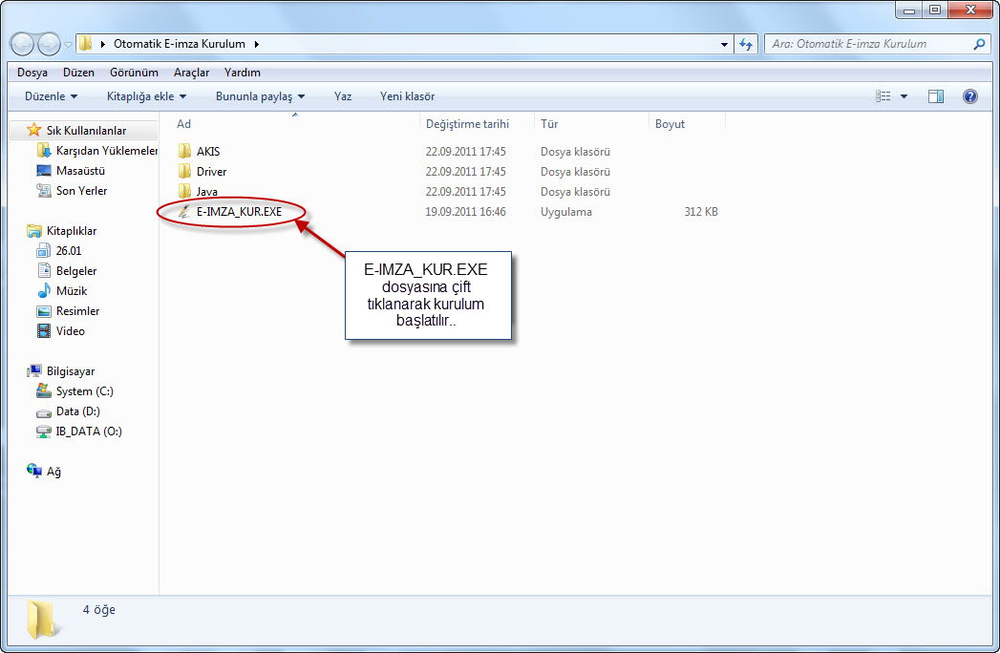 Otomatik E-imza Kurulum
Ara: Otomatik E-imza Kurulum
Dosya Düzen Görünüm Araçlar Yardım
Düzenle Kitaplığa ekle Bununla paylaş Yaz Yeni klasör
Sık Kullanılanlar
Karşıdan Yüklemeler
Masaüstü
Son Yerler
Kitaplıklar
26.01
Belgeler
Müzik
Resimler
Video
Bilgisayar
System (C:)
Data (D:)
IB_DATA (O:)
Ağ
Ad Değiştirme tarihi Tür Boyut
AKIS 22.09.2011 17:45 Dosya klasörü
Driver 22.09.2011 17:45 Dosya klasörü
Java 22.09.2011 17:45 Dosya klasörü
E-IMZA_KUR.EXE 19.09.2011 16:46 Uygulama 312 KB
E-IMZA_KUR.EXE
dosyasına çift
tıklanarak kurulum
başlatılır..
4 öğe